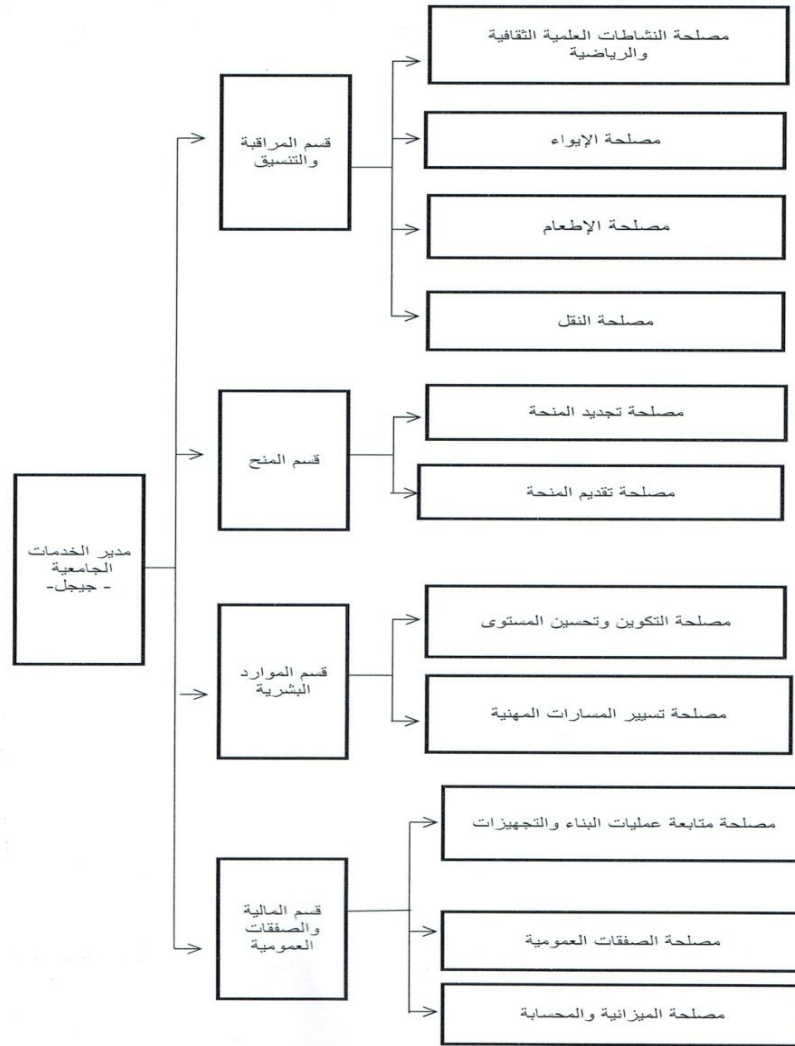 مدير الخدمات
الجامعية
- جيجل-
قسم المراقبة
والتنسيق
مصلحة النشاطات العلمية الثقافية
والرياضية
مصلحة الإيواء
مصلحة الإطعام
مصلحة النقل
قسم المنح
مصلحة تجديد المنحة
مصلحة تقديم المنحة
قسم الموارد
البشرية
مصلحة التكوين وتحسين المستوى
مصلحة تسيير المسارات المهنية
قسم المالية
والصفقات
العمومية
مصلحة متابعة عمليات البناء والتجهيزات
مصلحة الصفقات العمومية
مصلحة الميزانية والمحسابة